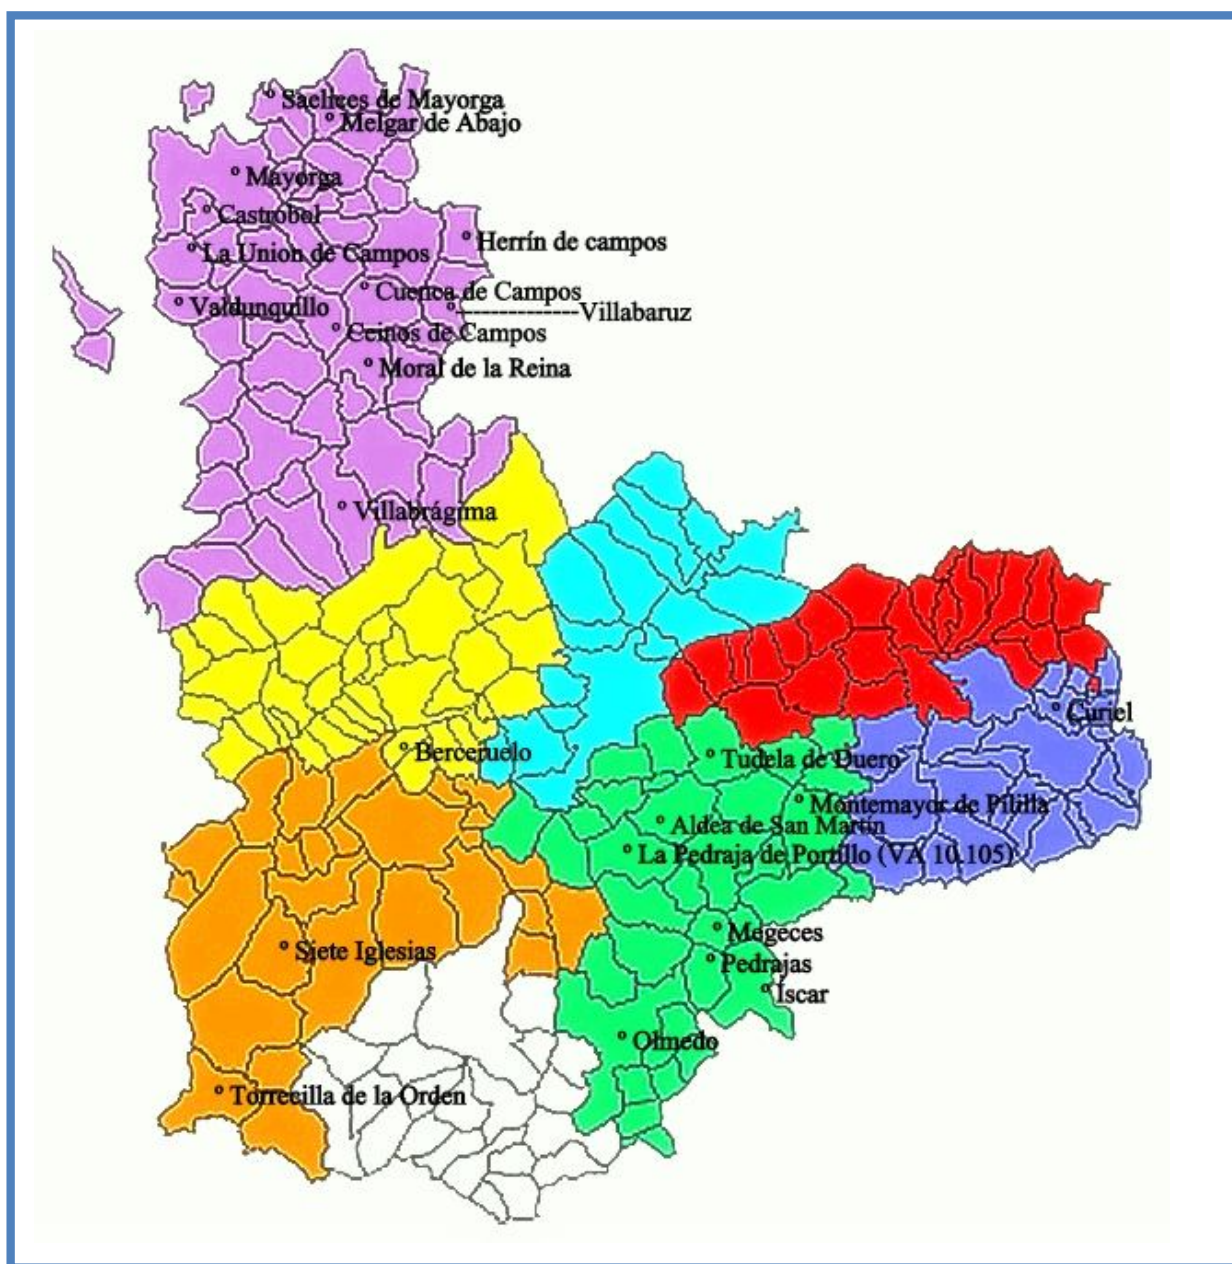 º Saelices de Mayorga
º Melgar de Abajo
º Mayorga
º Castrobol
º Herrín de campos
º La Union de Campos
º Cuenca de Campos
º Valdunquillo
º--------------Villabaruz
º Ceinos de Campos
º Moral de la Reina
º Villabrágima
º Curiel
º Berceruelo
º Tudela de Duero
º Montemayor de Pililla
º Aldea de San Martín
º La Pedraja de Portillo (VA 10.105)
º Megeces
º Siete Iglesias
º Pedrajas
º Íscar
º Olmedo
º Torrecilla de la Orden